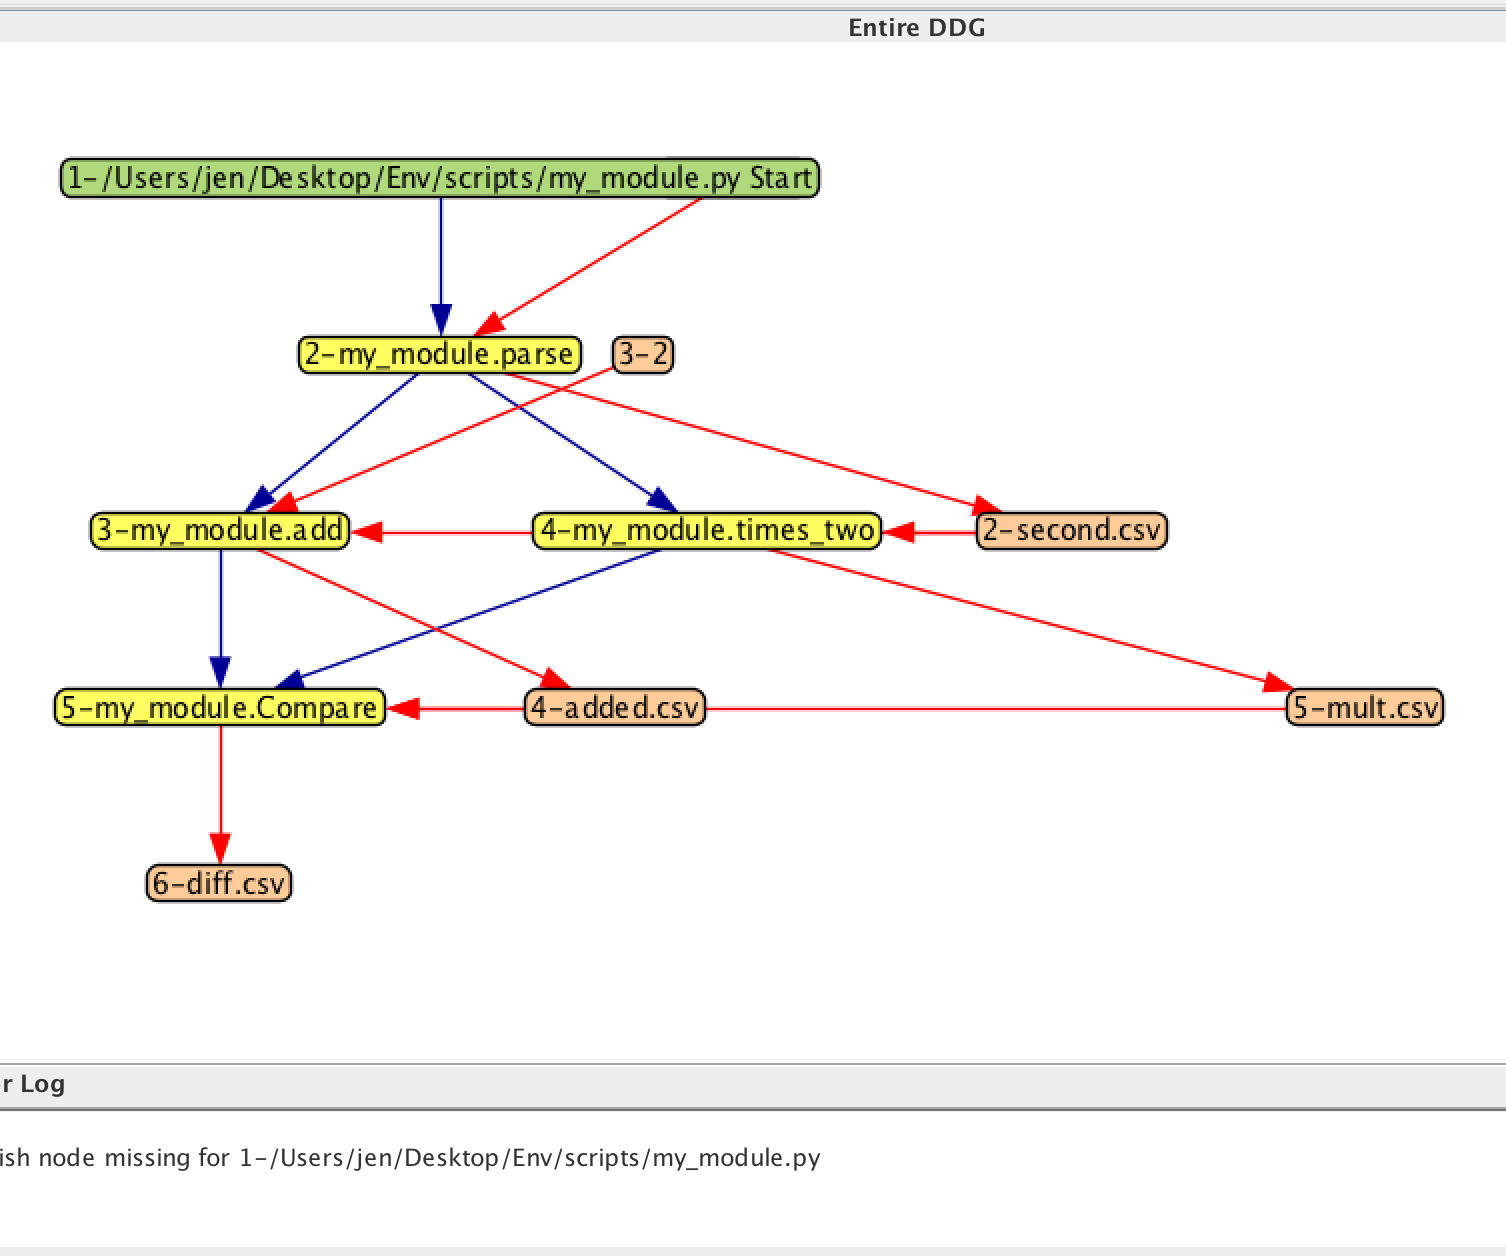 Entire DDG
1-/Users/jen/Desktop/Env/scripts/my_module.py Start
2-my_module.parse
3-2
3-my_module.add
4-my_module.times_two
2-second.csv
5-my_module.Compare
4-added.csv
5-mult.csv
6-diff.csv
r Log
ish node missing for 1-/Users/jen/Desktop/Env/scripts/my_module.py